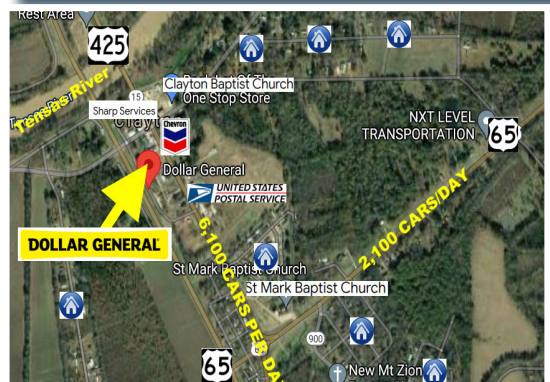 Rest Area
425
15
Clayton Baptist Church
One Stop Store
Tensas River
Sharp Services
Clayt
Chevron
NXT LEVEL
TRANSPORTATION
65
Dollar General
UNITED STATES
POSTAL SERVICE
DOLLAR GENERAL
6,100 CARS PER DAY
2,100 CARS/DAY
St Mark Baptist Church
St Mark Baptist Church
900
65
New Mt Zion